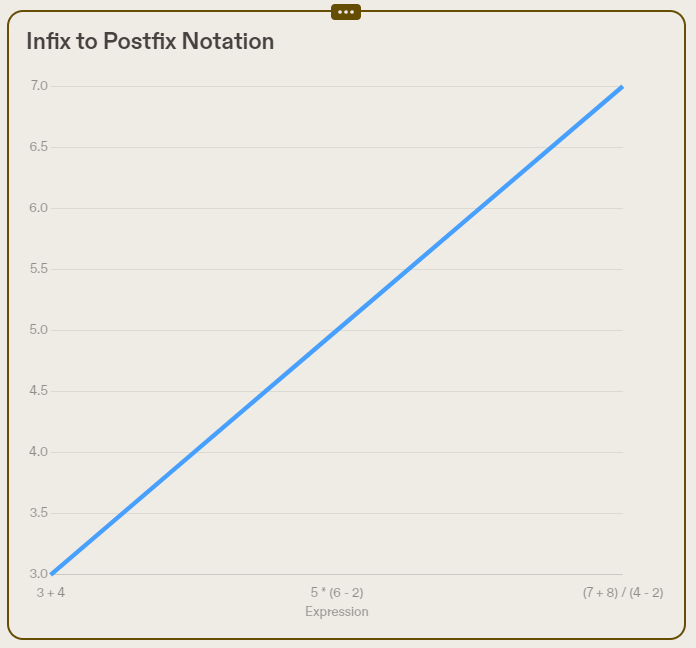 Infix to Postfix Notation
7.0
6.5
6.0
5.5
5.0
4.5
4.0
3.5
3.0
3 + 4
5 * (6 - 2)
(7 + 8) / (4 - 2)
Expression